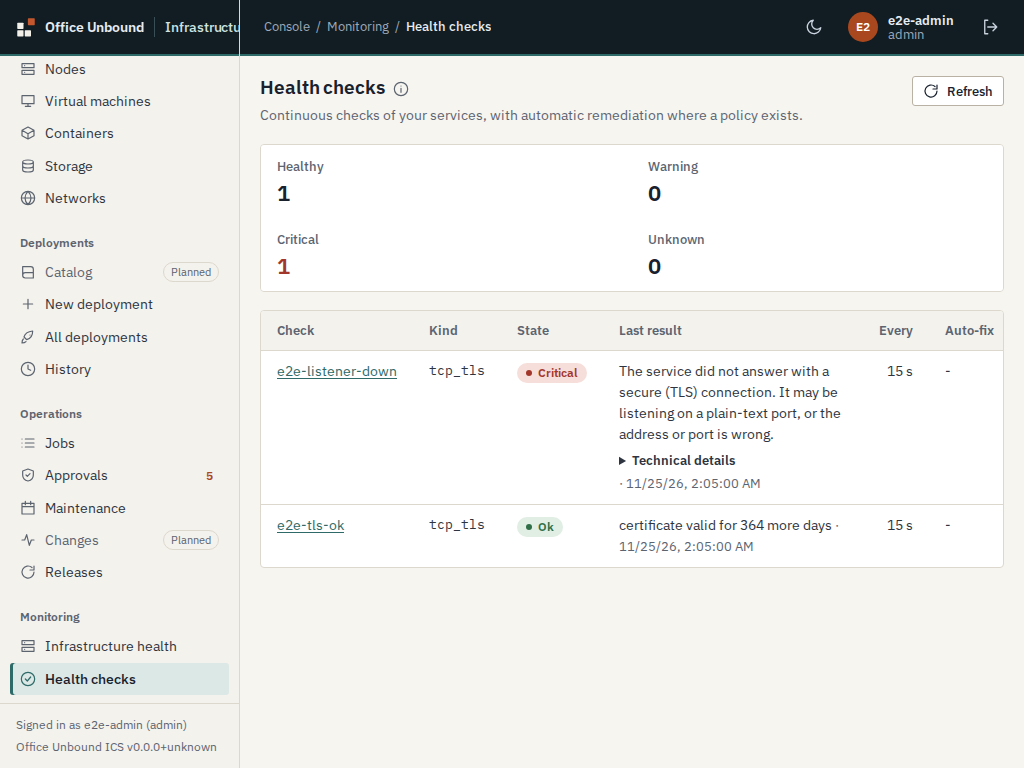 Office Unbound
Infrastructu
Console / Monitoring / Health checks
E2
e2e-admin
admin
Nodes
Virtual machines
Containers
Storage
Networks
Deployments
Catalog
Planned
New deployment
All deployments
History
Operations
Jobs
Approvals
5
Maintenance
Changes
Planned
Releases
Monitoring
Infrastructure health
Health checks
Signed in as e2e-admin (admin)
Office Unbound ICS v0.0.0+unknown
Health checks
Continuous checks of your services, with automatic remediation where a policy exists.
Refresh
Healthy
1
Warning
0
Critical
1
Unknown
0
Check Kind State Last result Every Auto-fix
e2e-listener-down tcp_tls Critical The service did not answer with a 15 s -
secure (TLS) connection. It may be
listening on a plain-text port, or the
address or port is wrong.
Technical details
· 11/25/26, 2:05:00 AM
e2e-tls-ok tcp_tls Ok certificate valid for 364 more days · 15 s -
11/25/26, 2:05:00 AM